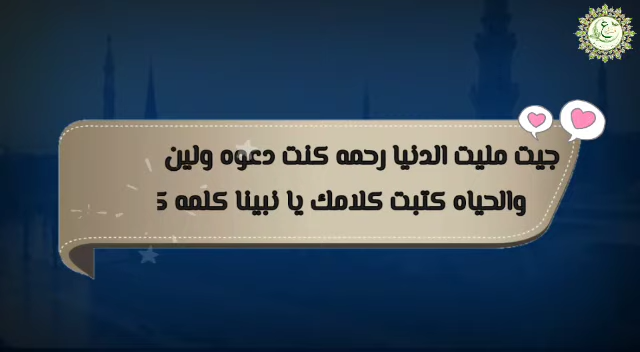 جيت مليت الدنيا رحمه كنت دعوه ولين
والحياه كتبت كلامك يا نبينا كلمه